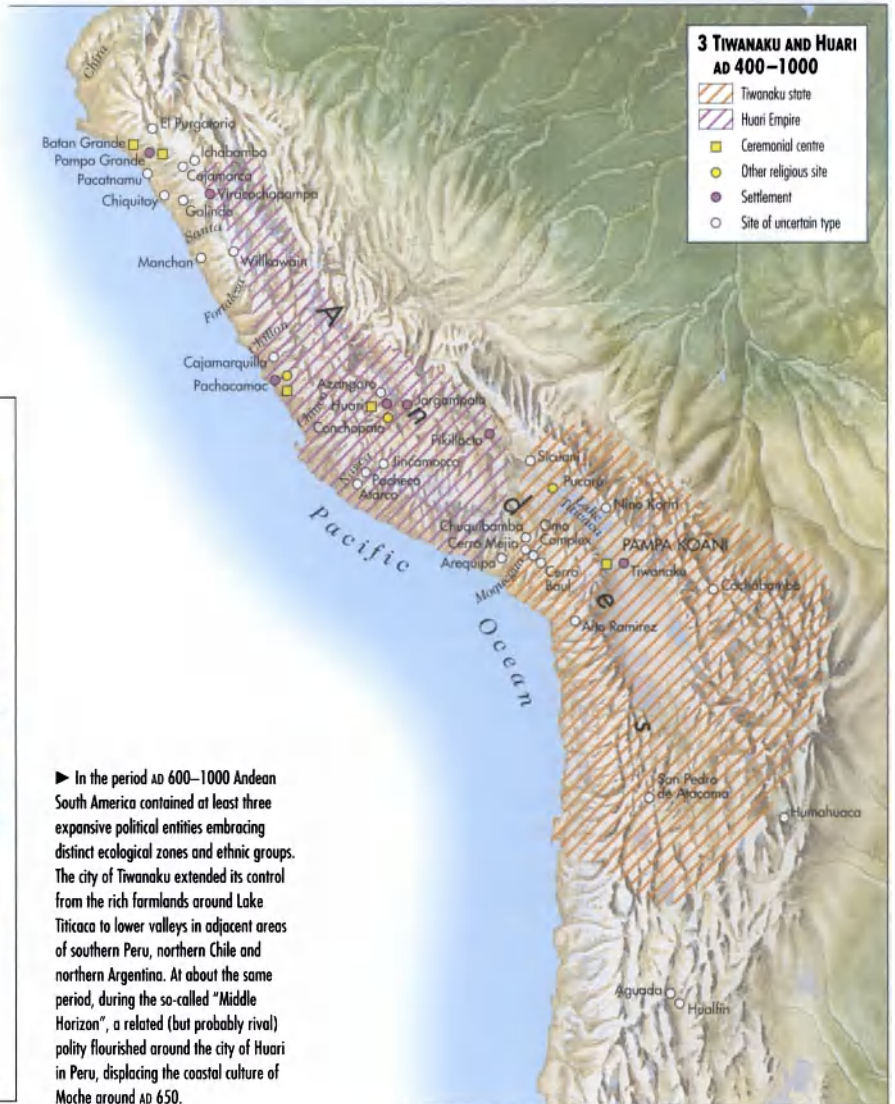 3 TIWANAKU AND HUARI
AD 400–1000
Tiwanaku state
Huari Empire
Ceremonial centre
Other religious site
Settlement
Site of uncertain type
Chira
El Purgatorio
Batan Grande
Pampa Grande
Ichabamba
Pacatnamu
Cajamarca
Chiquitoy
Viracochapampa
Galindo
Santa
Manchan
Willkawain
Fortaleza
Chillon
Cajamarquilla
Pachacamac
Azangaro
Huari
Jargampata
Chincha
Conchopata
Pikillacta
Jincamocco
Nazca
Pacheco
Atarco
Sicuani
Pucara
Lake
Titicaca
Nino Korin
Chuquibamba
Omo
Complex
Cerro Mejia
PAMPA KOANI
Arequipa
Cerro
Baul
Tiwanaku
Moquegua
Cochabamba
Alto Ramirez
Andes
Pacific
Ocean
San Pedro
de Atacama
Humahuaca
Aguada
Hualfin
► In the period AD 600–1000 Andean
South America contained at least three
expansive political entities embracing
distinct ecological zones and ethnic groups.
The city of Tiwanaku extended its control
from the rich farmlands around Lake
Titicaca to lower valleys in adjacent areas
of southern Peru, northern Chile and
northern Argentina. At about the same
period, during the so-called "Middle
Horizon", a related (but probably rival)
polity flourished around the city of Huari
in Peru, displacing the coastal culture of
Moche around AD 650.